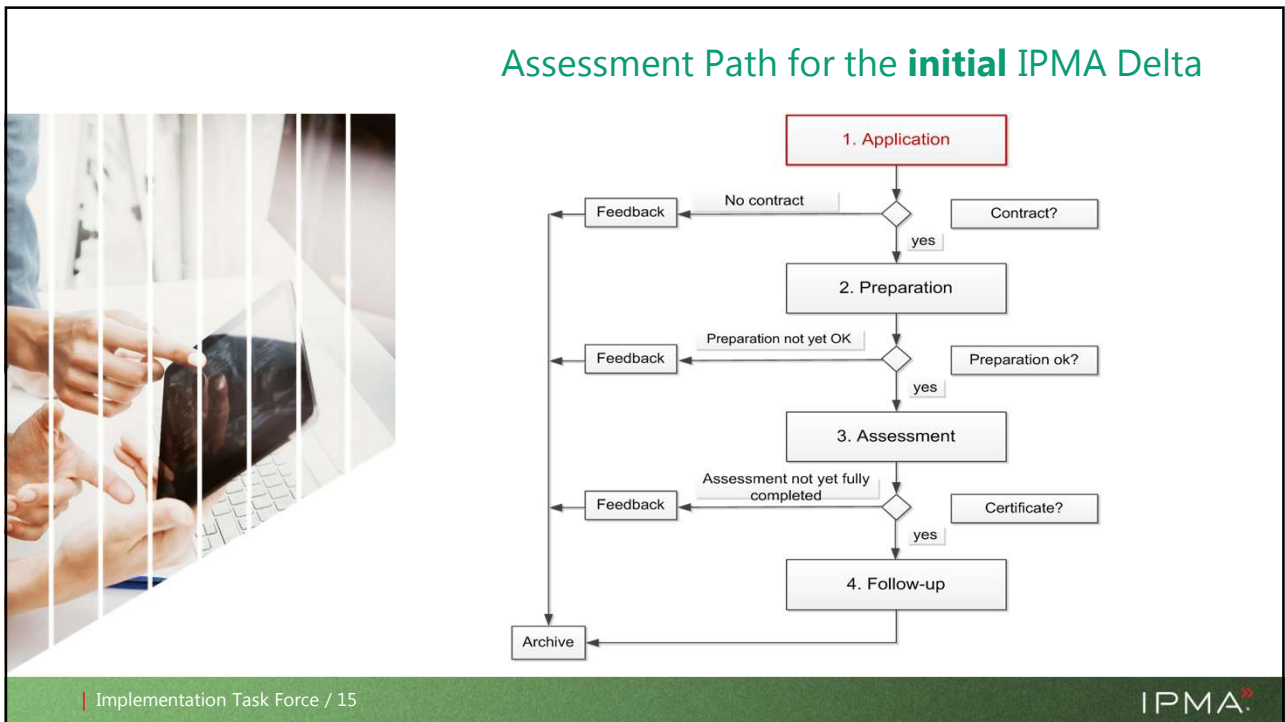 Assessment Path for the initial IPMA Delta
1. Application
No contract
Feedback
Contract?
yes
2. Preparation
Preparation not yet OK
Feedback
Preparation ok?
yes
3. Assessment
Assessment not yet fully
completed
Feedback
Certificate?
yes
4. Follow-up
Archive
Implementation Task Force / 15
IPMA